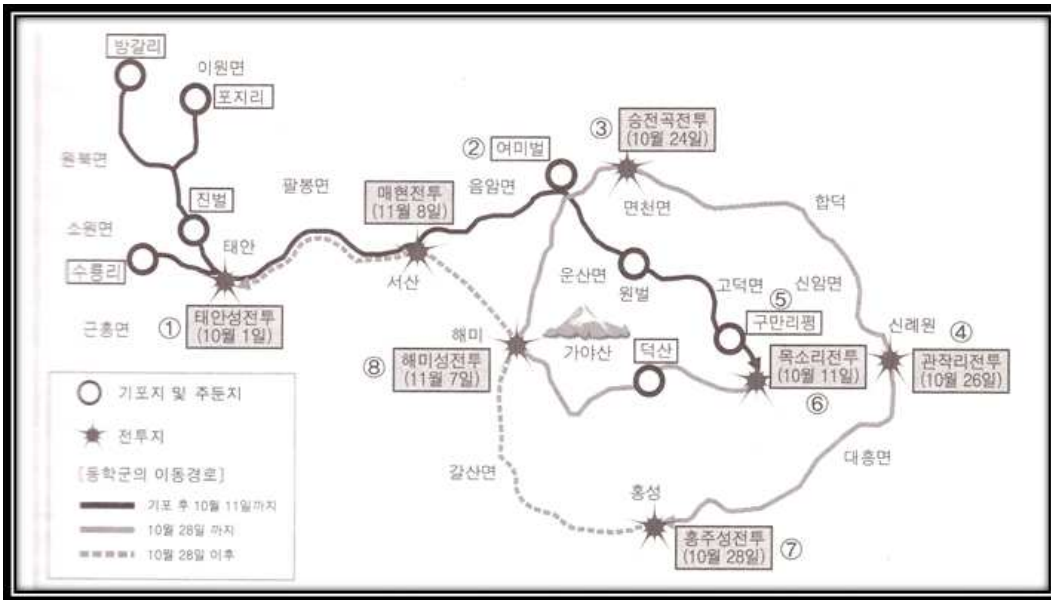 방갈리
이원면
포지리
원북면
진벌
소원면
수룡리
태안
근흥면
①
태안성전투
(10월 1일)
팔봉면
매현전투
(11월 8일)
서산
음암면
②
여미벌
③
승전곡전투
(10월 24일)
면천면
합덕
운산면
원벌
고덕면
신암면
⑤
구만리평
신례원
④
관작리전투
(10월 26일)
목소리전투
(10월 11일)
⑥
해미
⑧
해미성전투
(11월 7일)
가야산
덕산
갈산면
대흥면
홍성
홍주성전투
(10월 28일)
⑦
기포지 및 주둔지
전투지
[동학군의 이동경로]
기포 후 10월 11일까지
10월 28일 까지
10월 28일 이후